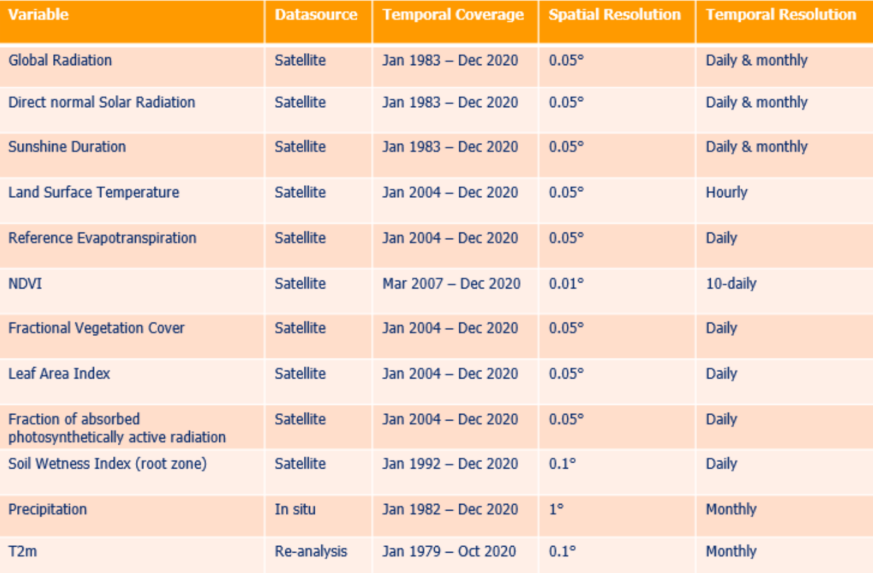 Variable Datasource Temporal Coverage Spatial Resolution Temporal Resolution
Global Radiation Satellite Jan 1983 – Dec 2020 0.05° Daily & monthly
Direct normal Solar Radiation Satellite Jan 1983 – Dec 2020 0.05° Daily & monthly
Sunshine Duration Satellite Jan 1983 – Dec 2020 0.05° Daily & monthly
Land Surface Temperature Satellite Jan 2004 – Dec 2020 0.05° Hourly
Reference Evapotranspiration Satellite Jan 2004 – Dec 2020 0.05° Daily
NDVI Satellite Mar 2007 – Dec 2020 0.01° 10-daily
Fractional Vegetation Cover Satellite Jan 2004 – Dec 2020 0.05° Daily
Leaf Area Index Satellite Jan 2004 – Dec 2020 0.05° Daily
Fraction of absorbed Satellite Jan 2004 – Dec 2020 0.05° Daily
photosynthetically active radiation
Soil Wetness Index (root zone) Satellite Jan 1992 – Dec 2020 0.1° Daily
Precipitation In situ Jan 1982 – Dec 2020 1° Monthly
T2m Re-analysis Jan 1979 – Oct 2020 0.1° Monthly